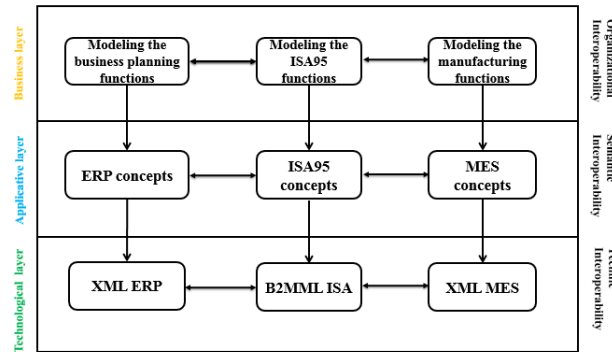 Business layer
Modeling the
business planning
functions
Modeling the
ISA95
functions
Modeling the
manufacturing
functions
Organizational
Interoperability
Applicative layer
ERP concepts
ISA95
concepts
MES
concepts
Semantic
Interoperability
Technological layer
XML ERP
B2MML ISA
XML MES
Interoperability